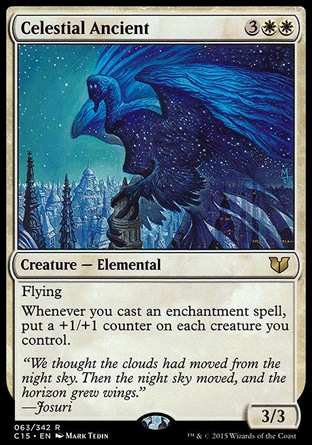 Celestial Ancient 3
Creature — Elemental
Flying
Whenever you cast an enchantment spell,
put a +1/+1 counter on each creature you
control.
“We thought the clouds had moved from the
night sky. Then the night sky moved, and the
horizon grew wings.”
—Josuri
3/3
063/342 R
C15 • EN Mark Tedin
™ & © 2015 Wizards of the Coast